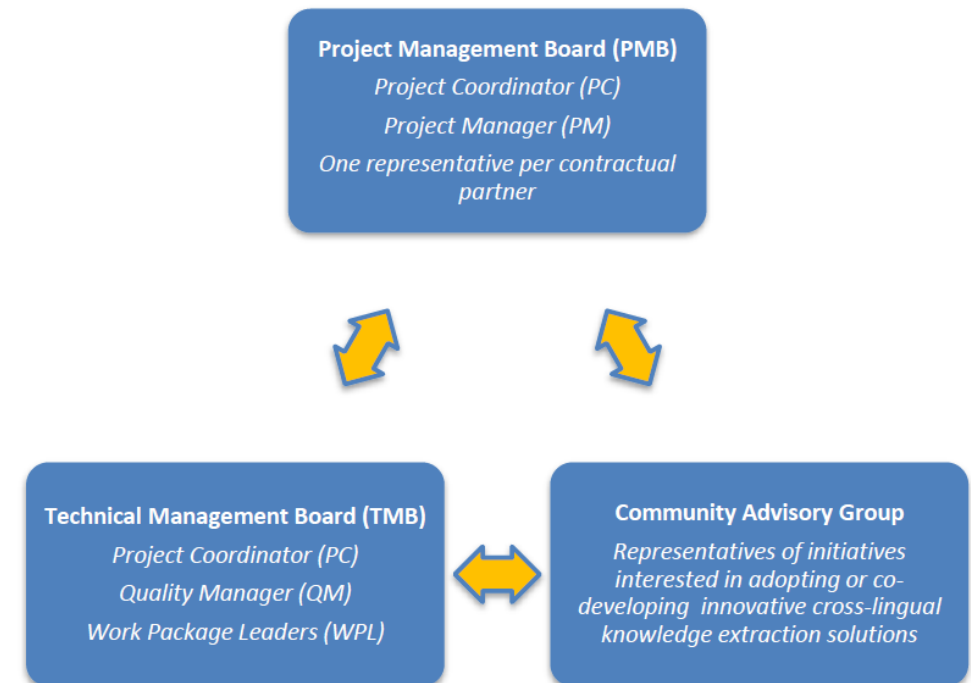 Project Management Board (PMB)
Project Coordinator (PC)
Project Manager (PM)
One representative per contractual
partner
Technical Management Board (TMB)
Project Coordinator (PC)
Quality Manager (QM)
Work Package Leaders (WPL)
Community Advisory Group
Representatives of initiatives
interested in adopting or co-
developing innovative cross-lingual
knowledge extraction solutions